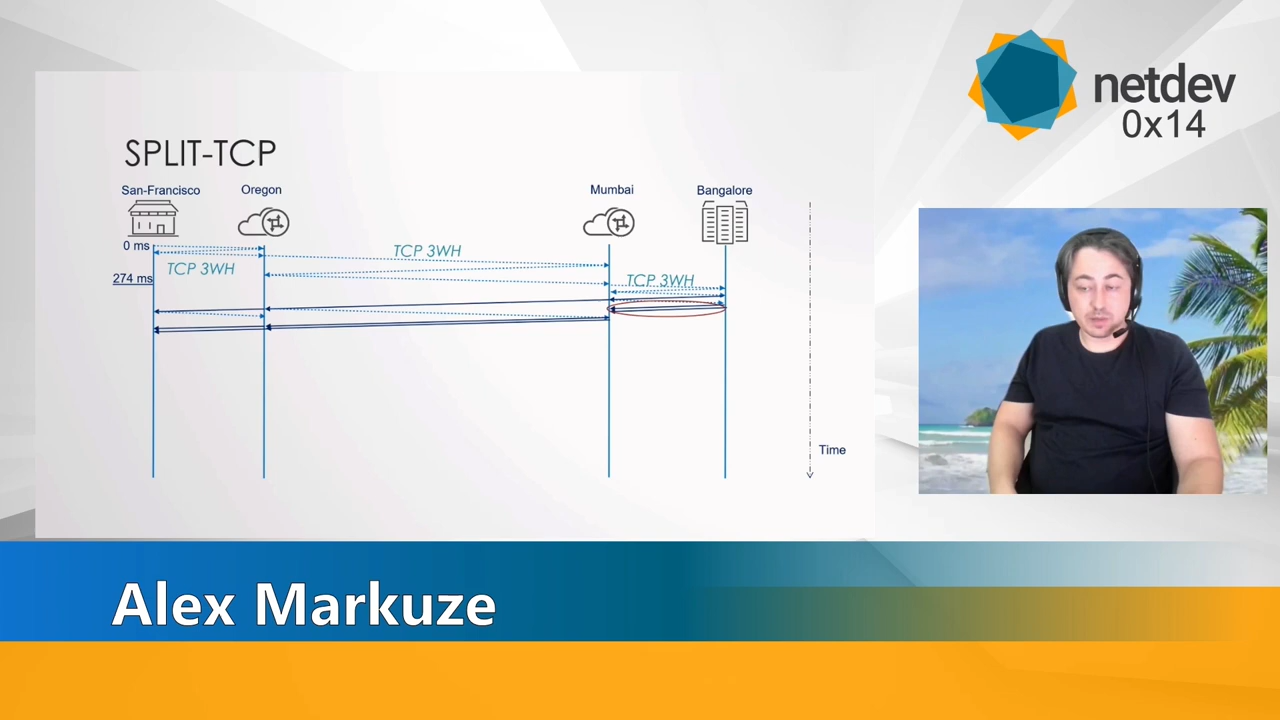 netdev
0x14
SPLIT-TCP
San-Francisco
Oregon
Mumbai
Bangalore
0 ms
TCP 3WH
TCP 3WH
274 ms
TCP 3WH
Time
Alex Markuze